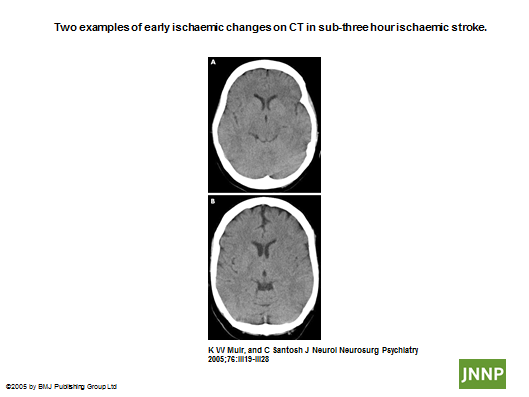 Two examples of early ischaemic changes on CT in sub-three hour ischaemic stroke.
A
B
K W Muir, and C Santosh J Neurol Neurosurg Psychiatry
2005;76:iii19-iii28
©2005 by BMJ Publishing Group Ltd
JNNP